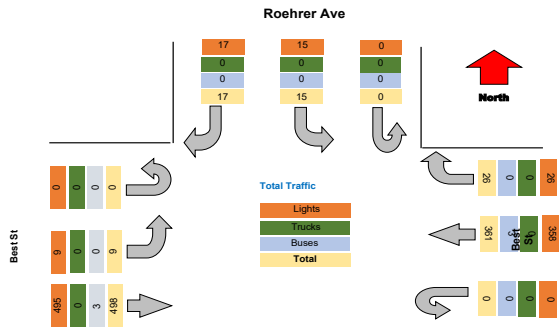 Roehrer Ave
17 15 0
0 0 0
0 0 0
17 15 0
North
0 0 0 0
26 0 0 26
Total Traffic
Lights
Trucks
Buses
Total
Best St
9 0 0 9
361 3 0 358
Best St
495 0 3 498
0 0 0 0